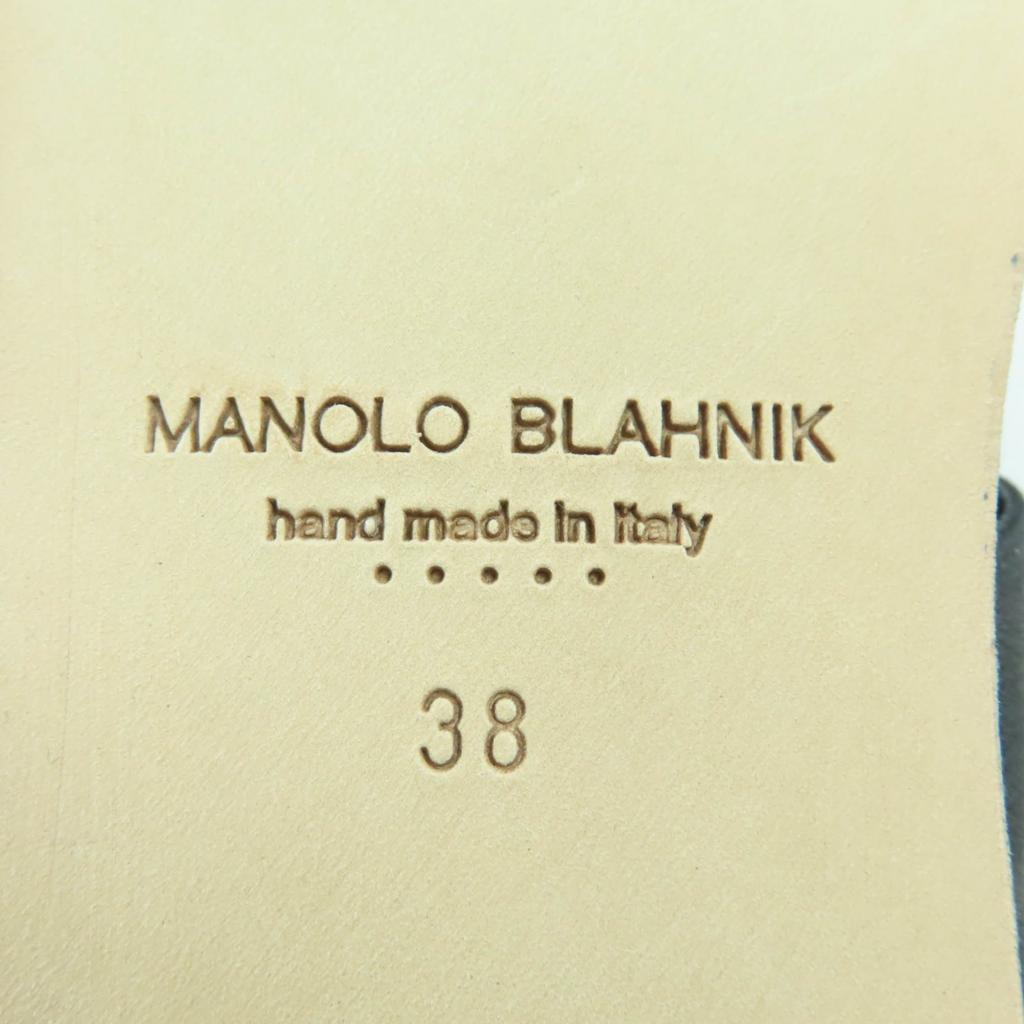 MANOLO BLAHNIK
hand made in Italy
•••••
38